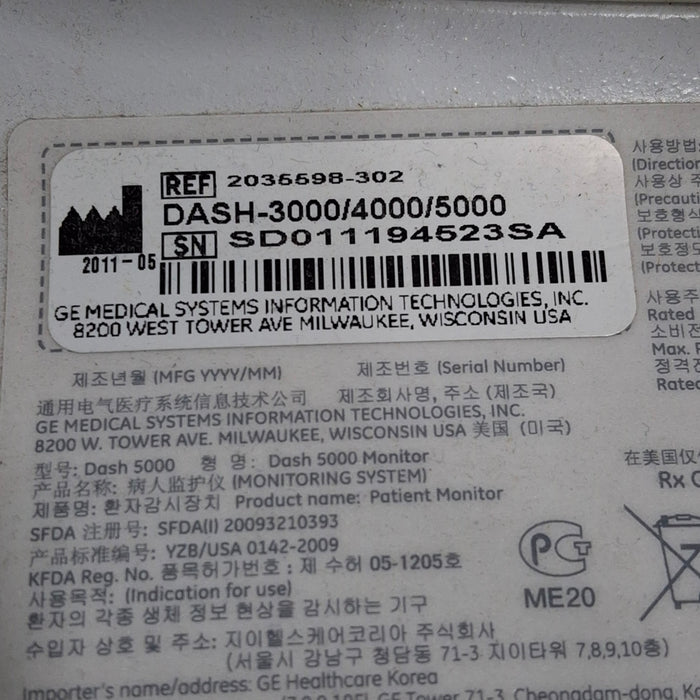 REF 2035598-302
DASH-3000/4000/5000
SN SD011194523SA
2011-05
GE MEDICAL SYSTEMS INFORMATION TECHNOLOGIES, INC.
8200 WEST TOWER AVE MILWAUKEE, WISCONSIN USA
제조년월 (MFG YYYY/MM) 제조번호 (Serial Number)
通用电气医疗系统信息技术公司 제조회사명, 주소 (제조국)
GE MEDICAL SYSTEMS INFORMATION TECHNOLOGIES, INC.
8200 W. TOWER AVE. MILWAUKEE, WISCONSIN USA 美国 (미국)
型号: Dash 5000 형 명: Dash 5000 Monitor
产品名称: 病人监护仪 (MONITORING SYSTEM)
제품명: 환자감시장치 Product name: Patient Monitor
SFDA 注册号: SFDA(I) 20093210393
产品标准编号: YZB/USA 0142-2009
KFDA Reg. No. 품목허가번호 : 제 수허 05-1205호
사용목적: (Indication for use)
환자의 각종 생체 정보 현상을 감시하는 기구
수입자 상호 및 주소: 지이헬스케어코리아 주식회사
(서울시 강남구 청담동 71-3 지이타워 7,8,9,10층)
Importer's name/address: GE Healthcare Korea
GE Tower 71-3, Cheongdam-dong,
사용방법
(Direction
사용상 주
(Precauti
보호형식
(Protecti
보호정도
(Protect
사용주
Rated
소비전
Max. P
정격전
Rated
在美国仅
Rx O
PCT
ME20